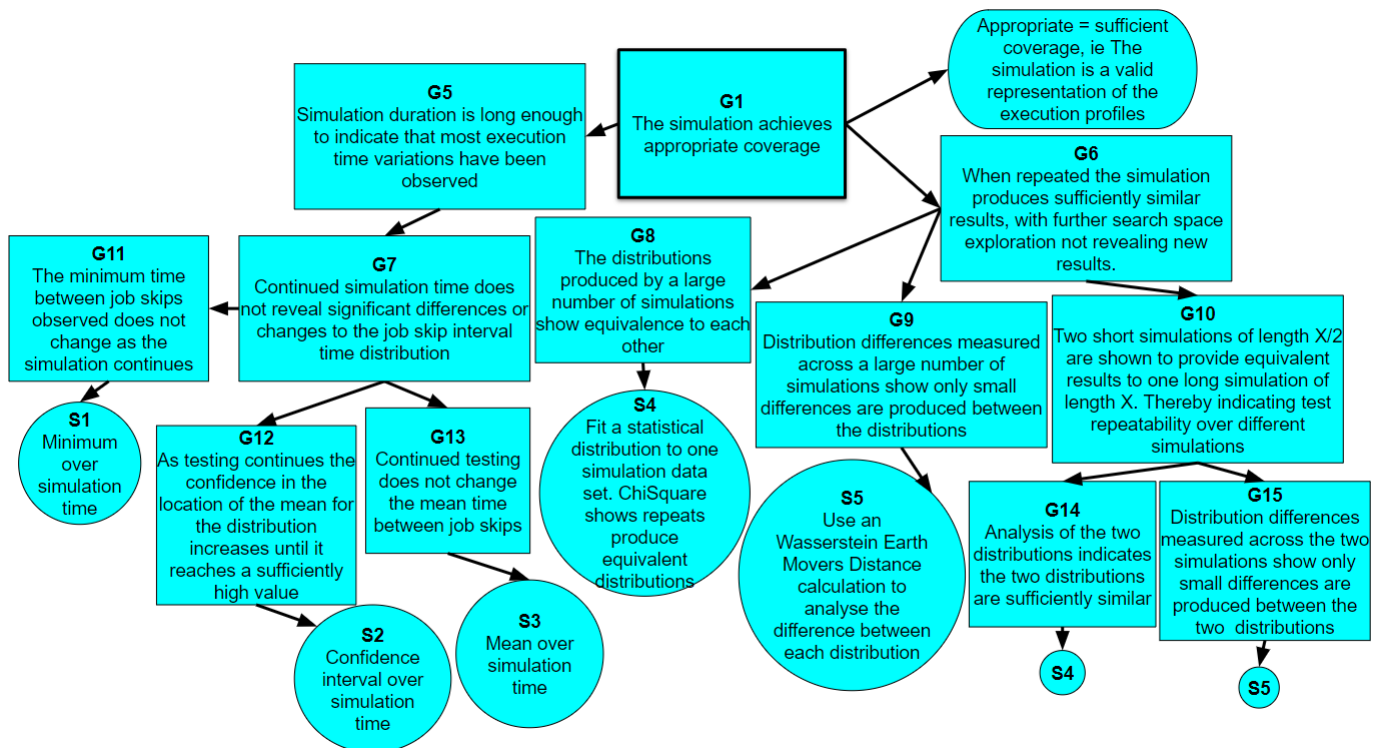 Appropriate = sufficient
coverage, ie The
simulation is a valid
representation of the
execution profiles
G1
The simulation achieves
appropriate coverage
G5
Simulation duration is long enough
to indicate that most execution
time variations have been
observed
G6
When repeated the simulation
produces sufficiently similar
results, with further search space
exploration not revealing new
results.
G11
The minimum time
between job skips
observed does not
change as the
simulation continues
G7
Continued simulation time does
not reveal significant differences or
changes to the job skip interval
time distribution
G8
The distributions
produced by a large
number of simulations
show equivalence to each
other
G9
Distribution differences measured
across a large number of
simulations show only small
differences are produced between
the distributions
G10
Two short simulations of length X/2
are shown to provide equivalent
results to one long simulation of
length X. Thereby indicating test
repeatability over different
simulations
S1
Minimum
over
simulation
time
G12
As testing continues the
confidence in the
location of the mean for
the distribution
increases until it
reaches a sufficiently
high value
G13
Continued testing
does not change
the mean time
between job skips
S4
Fit a statistical
distribution to one
simulation data
set. ChiSquare
shows repeats
produce
equivalent
distributions
S5
Use an
Wasserstein Earth
Movers Distance
calculation to
analyse the
difference between
each distribution
G14
Analysis of the two
distributions indicates
the two distributions
are sufficiently similar
G15
Distribution differences
measured across the two
simulations show only
small differences are
produced between the
two distributions
S2
Confidence
interval over
simulation
time
S3
Mean over
simulation
time
S4
S5